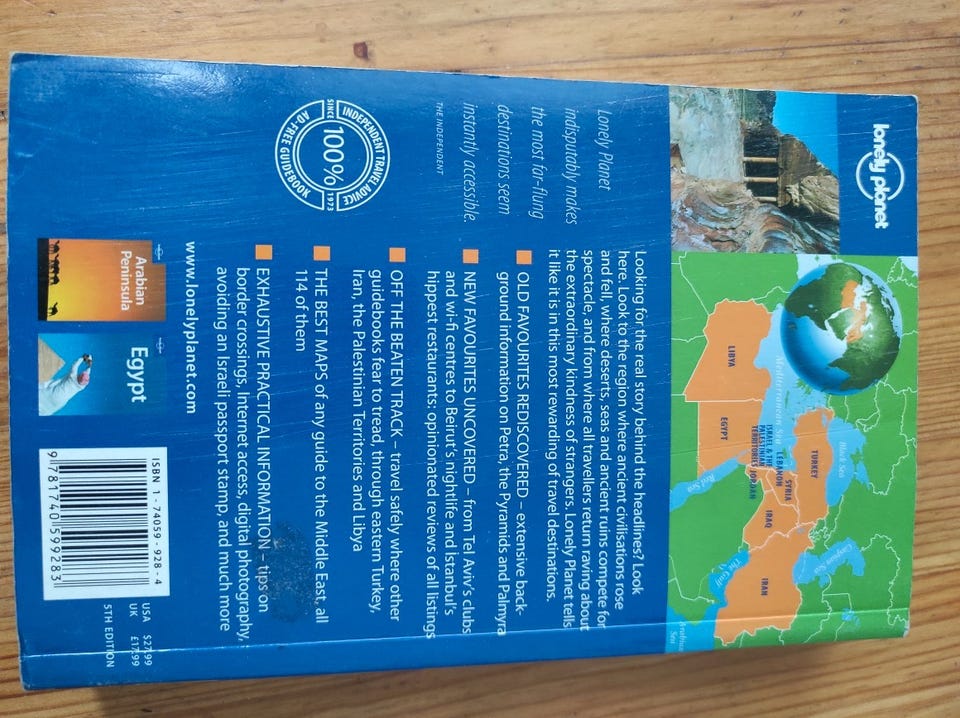 lonely planet
LIBYA
EGYPT
Mediterranean Sea
TURKEY
Black Sea
LEBANON
SYRIA
ISRAEL & THE
PALESTINIAN
TERRITORIES
JORDAN
IRAQ
IRAN
Red Sea
Caspian Sea
The Gulf
Arabian
Sea
Lonely Planet
indisputably makes
the most far-flung
destinations seem
instantly accessible.
THE INDEPENDENT
INDEPENDENT TRAVEL ADVICE
100%
SINCE 1973
AD-FREE GUIDEBOOK
Looking for the real story behind the headlines? Look
here. Look to the region where ancient civilisations rose
and fell, where deserts, seas and ancient ruins compete for
spectacle, and from where all travellers return raving about
the extraordinary kindness of strangers. Lonely Planet tells
it like it is in this most rewarding of travel destinations.
OLD FAVOURITES REDISCOVERED – extensive back-
ground information on Petra, the Pyramids and Palmyra
NEW FAVOURITES UNCOVERED – from Tel Aviv's clubs
and wi-fi centres to Beirut's nightlife and Istanbul's
hippest restaurants: opinionated reviews of all listings
OFF THE BEATEN TRACK – travel safely where other
guidebooks fear to tread, through eastern Turkey,
Iran, the Palestinian Territories and Libya
THE BEST MAPS of any guide to the Middle East, all
114 of them
EXHAUSTIVE PRACTICAL INFORMATION – tips on
border crossings, Internet access, digital photography,
avoiding an Israeli passport stamp, and much more
www.lonelyplanet.com
Arabian
Peninsula
Egypt
ISBN 1-74059-928-4
9 781740 599283
USA $27.99
UK £17.99
5TH EDITION